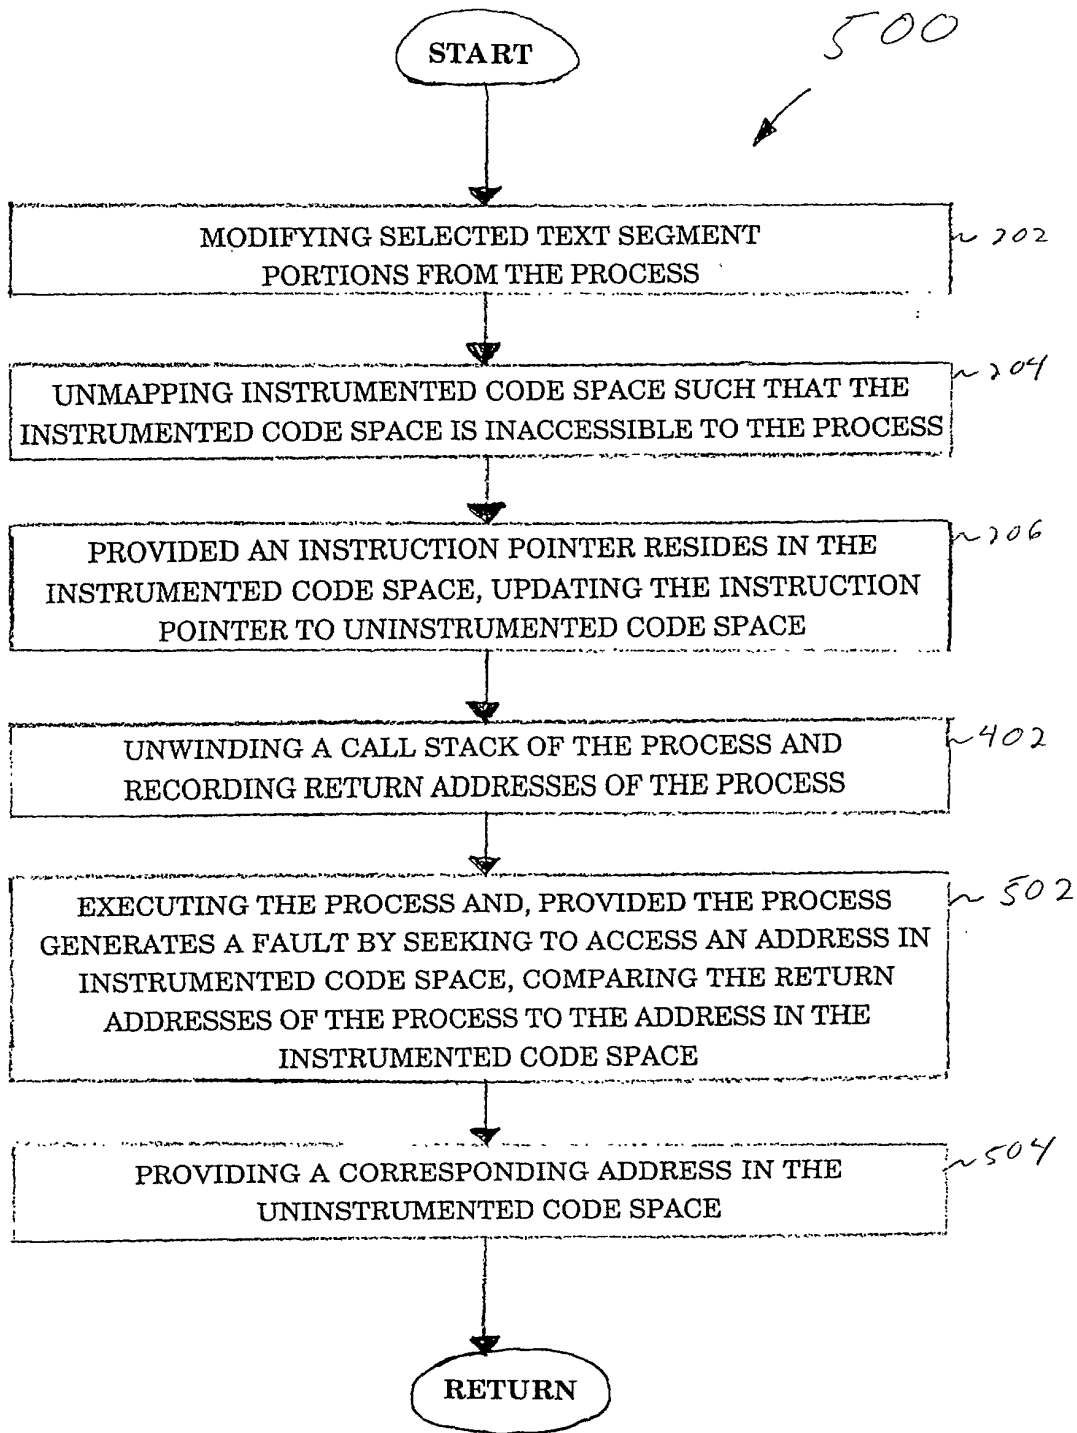 START
500
MODIFYING SELECTED TEXT SEGMENT
PORTIONS FROM THE PROCESS
202
UNMAPPING INSTRUMENTED CODE SPACE SUCH THAT THE
INSTRUMENTED CODE SPACE IS INACCESSIBLE TO THE PROCESS
204
PROVIDED AN INSTRUCTION POINTER RESIDES IN THE
INSTRUMENTED CODE SPACE, UPDATING THE INSTRUCTION
POINTER TO UNINSTRUMENTED CODE SPACE
206
UNWINDING A CALL STACK OF THE PROCESS AND
RECORDING RETURN ADDRESSES OF THE PROCESS
402
EXECUTING THE PROCESS AND, PROVIDED THE PROCESS
GENERATES A FAULT BY SEEKING TO ACCESS AN ADDRESS IN
INSTRUMENTED CODE SPACE, COMPARING THE RETURN
ADDRESSES OF THE PROCESS TO THE ADDRESS IN THE
INSTRUMENTED CODE SPACE
502
PROVIDING A CORRESPONDING ADDRESS IN THE
UNINSTRUMENTED CODE SPACE
504
RETURN